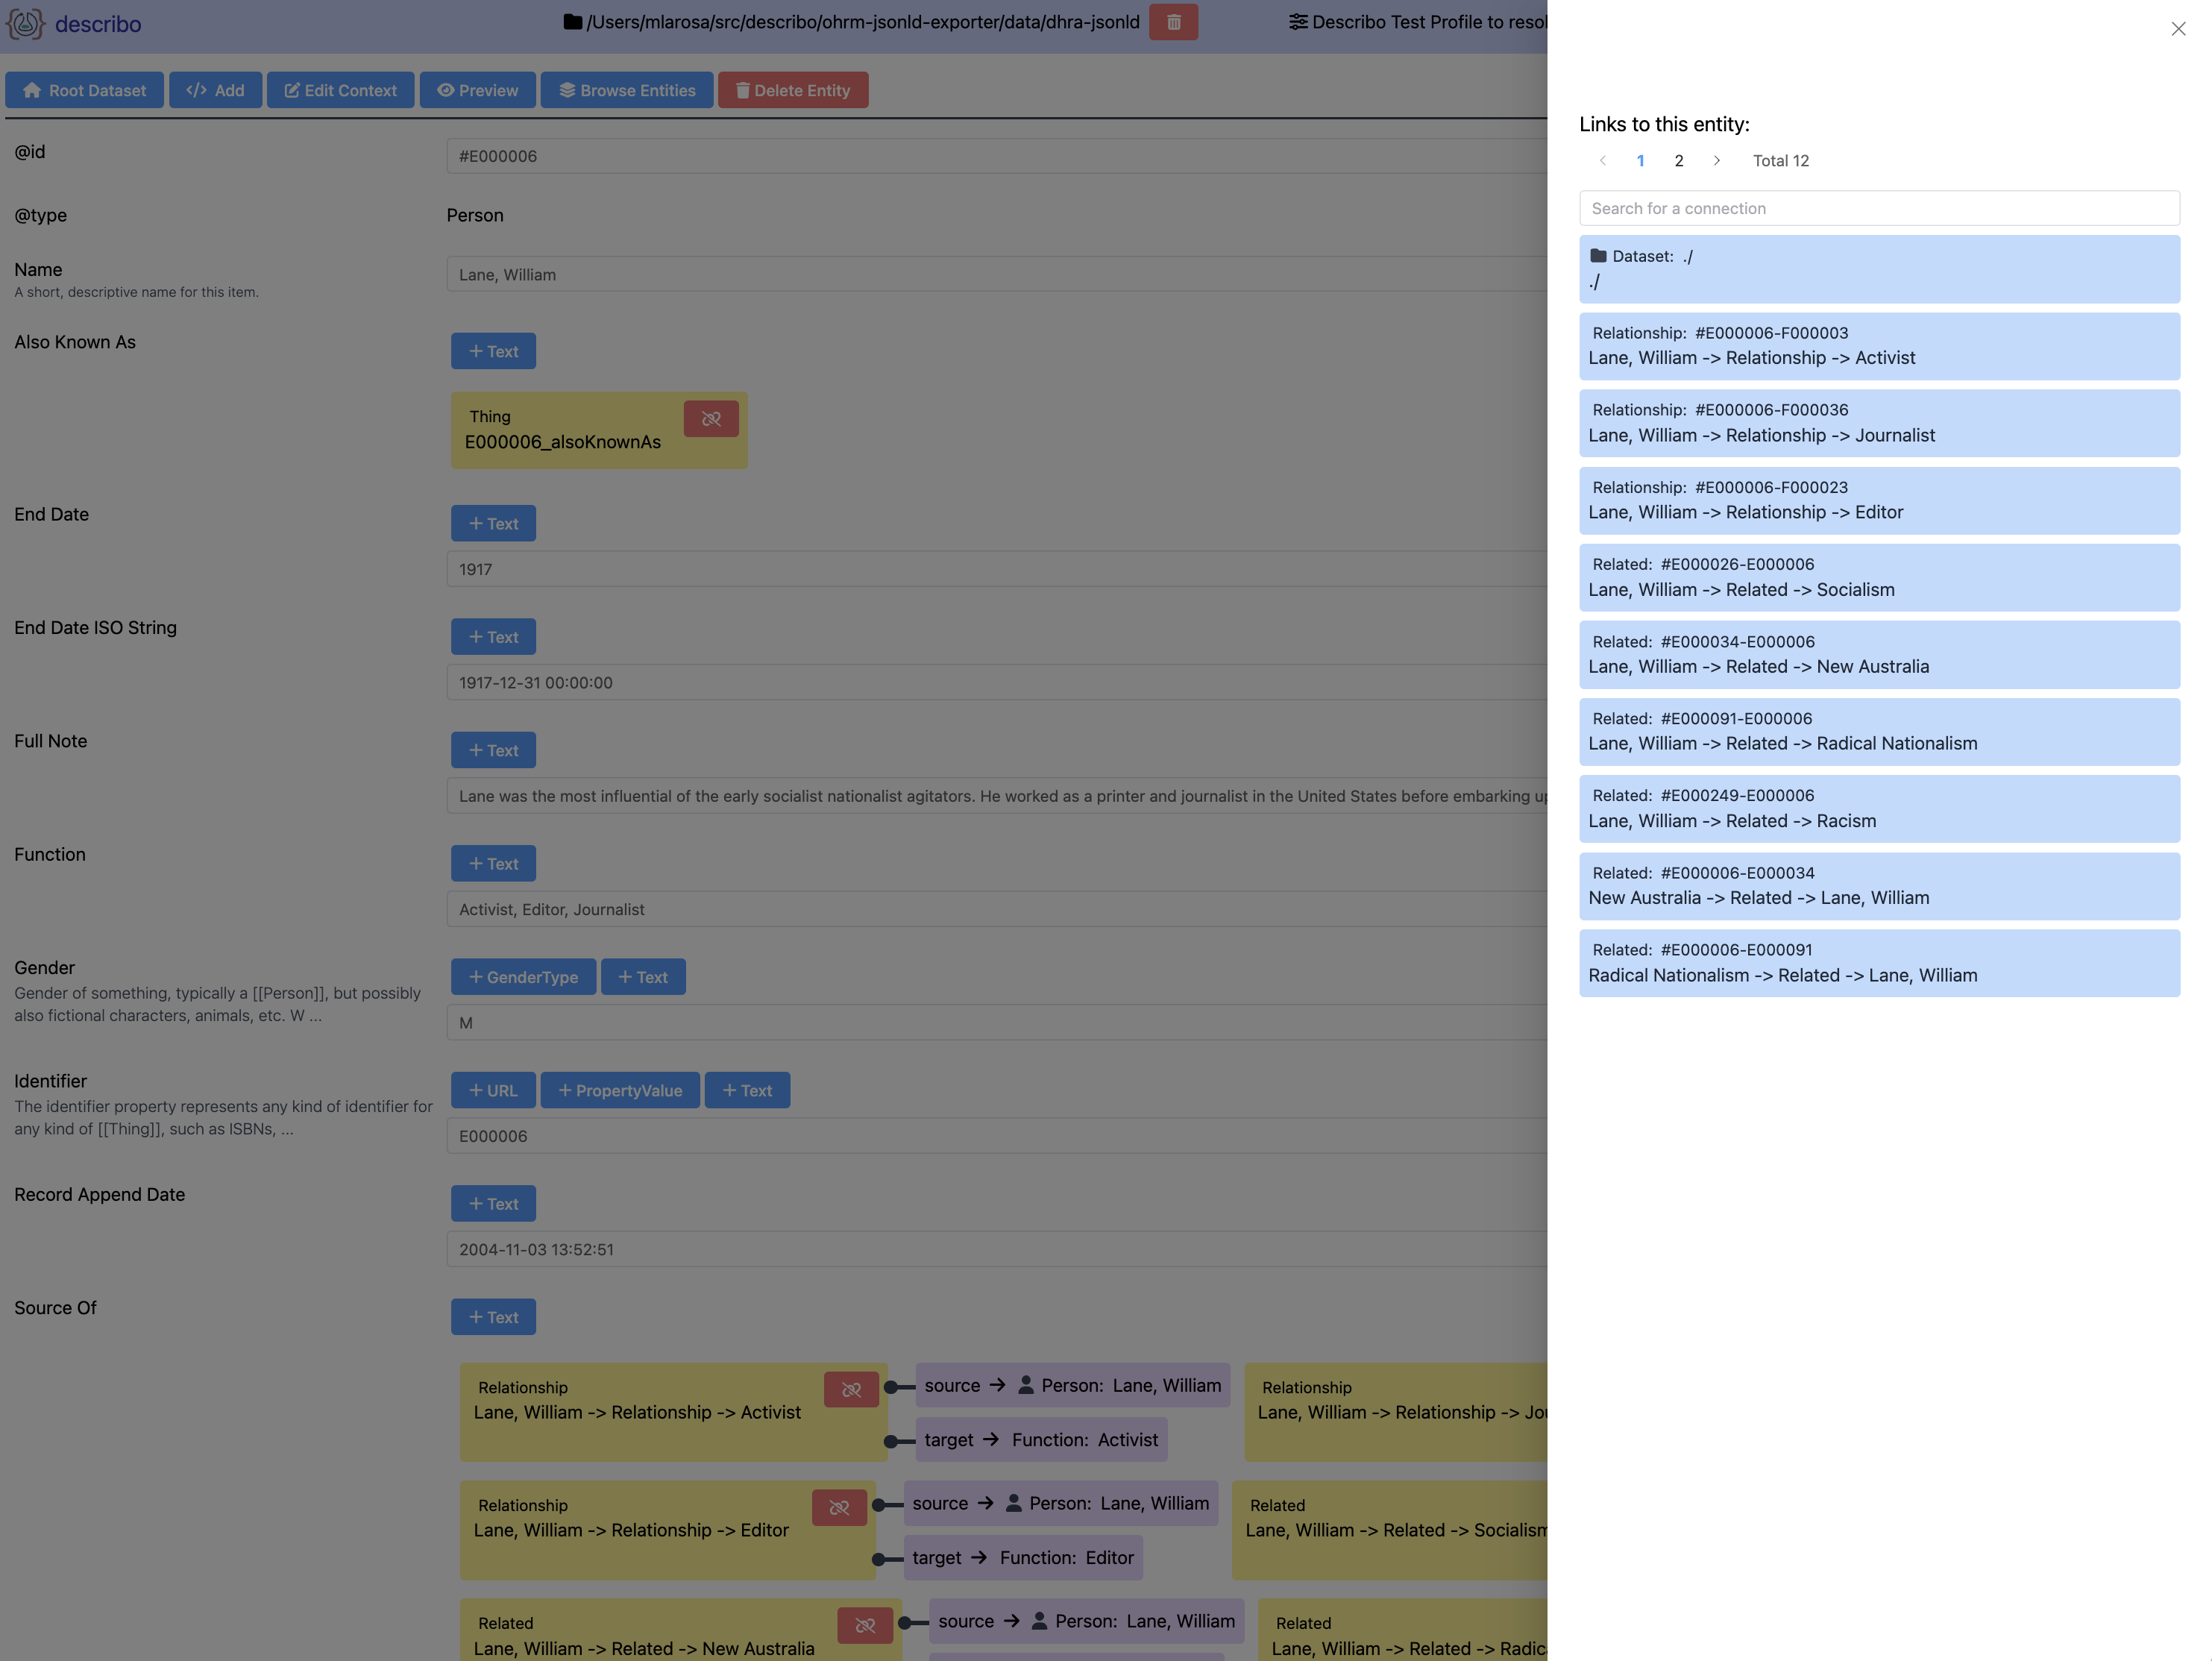 describo
/Users/mlarosa/src/describo/ohrm-jsonld-exporter/data/dhra-jsonld
Describo Test Profile to resol
Root Dataset
Add
Edit Context
Preview
Browse Entities
Delete Entity
@id
#E000006
@type
Person
Name
A short, descriptive name for this item.
Lane, William
Also Known As
+ Text
Thing
E000006_alsoKnownAs
End Date
+ Text
1917
End Date ISO String
+ Text
1917-12-31 00:00:00
Full Note
+ Text
Lane was the most influential of the early socialist nationalist agitators. He worked as a printer and journalist in the United States before embarking u
Function
+ Text
Activist, Editor, Journalist
Gender
Gender of something, typically a [[Person]], but possibly
also fictional characters, animals, etc. W ...
+ GenderType
+ Text
M
Identifier
The identifier property represents any kind of identifier for
any kind of [[Thing]], such as ISBNs, ...
+ URL
+ PropertyValue
+ Text
E000006
Record Append Date
+ Text
2004-11-03 13:52:51
Source Of
+ Text
Relationship
Lane, William -> Relationship -> Activist
source → Person: Lane, William
target → Function: Activist
Relationship
Lane, William -> Relationship -> Jou
Relationship
Lane, William -> Relationship -> Editor
source → Person: Lane, William
target → Function: Editor
Related
Lane, William -> Related -> Socialism
Related
Lane, William -> Related -> New Australia
source → Person: Lane, William
Related
Lane, William -> Related -> Radic
Links to this entity:
1 2 Total 12
Search for a connection
Dataset: ./
./
Relationship: #E000006-F000003
Lane, William -> Relationship -> Activist
Relationship: #E000006-F000036
Lane, William -> Relationship -> Journalist
Relationship: #E000006-F000023
Lane, William -> Relationship -> Editor
Related: #E000026-E000006
Lane, William -> Related -> Socialism
Related: #E000034-E000006
Lane, William -> Related -> New Australia
Related: #E000091-E000006
Lane, William -> Related -> Radical Nationalism
Related: #E000249-E000006
Lane, William -> Related -> Racism
Related: #E000006-E000034
New Australia -> Related -> Lane, William
Related: #E000006-E000091
Radical Nationalism -> Related -> Lane, William